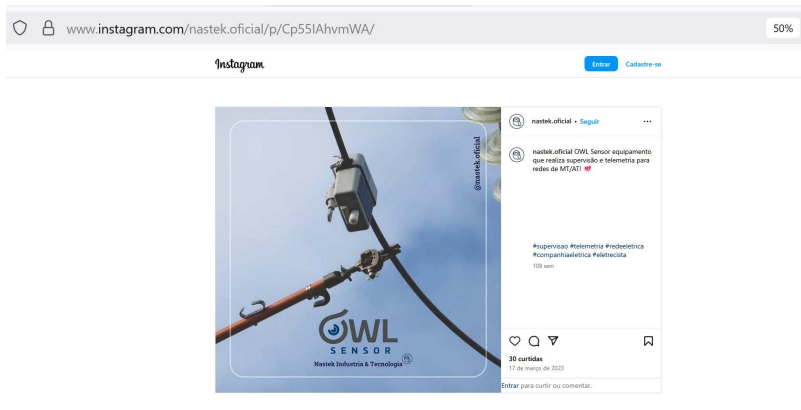 www.instagram.com/nastek.oficial/p/Cp55IAhvmWA/
50%
Instagram
Entrar
Cadastre-se
@nastek.oficial
OWL
SENSOR
Nastek Industria & Tecnologia
nastek.oficial • Seguir
nastek.oficial OWL Sensor equipamento
que realiza supervisão e telemetria para
redes de MT/AT!
#supervisao #telemetria #redeeletrica
#companhiaeletrica #eletrecista
109 sem
30 curtidas
17 de março de 2023
Entrar para curtir ou comentar.